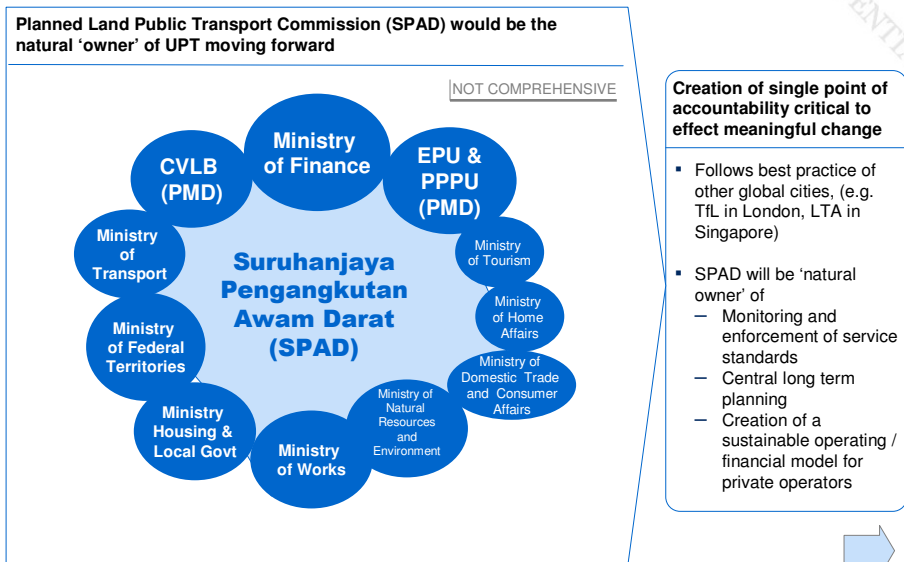 Planned Land Public Transport Commission (SPAD) would be the
natural ‘owner’ of UPT moving forward
NOT COMPREHENSIVE
Ministry
of Finance
CVLB
(PMD)
EPU &
PPPU
(PMD)
Ministry
of
Transport
Ministry
of Tourism
Suruhanjaya
Pengangkutan
Awam Darat
(SPAD)
Ministry
of Home
Affairs
Ministry
of Federal
Territories
Ministry of
Domestic Trade
and Consumer
Affairs
Ministry
Housing &
Local Govt
Ministry of
Natural
Resources
and
Environment
Ministry
of Works
Creation of single point of
accountability critical to
effect meaningful change
▪ Follows best practice of
other global cities, (e.g.
TfL in London, LTA in
Singapore)
▪ SPAD will be ‘natural
owner’ of
– Monitoring and
enforcement of service
standards
– Central long term
planning
– Creation of a
sustainable operating /
financial model for
private operators